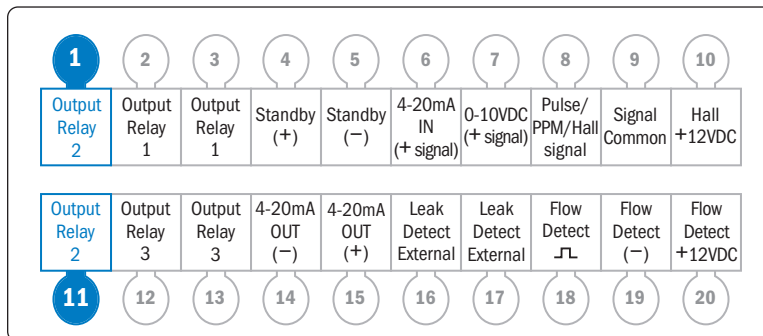 1 2 3 4 5 6 7 8 9 10
Output Relay 2
Output Relay 1
Output Relay 1
Standby (+)
Standby (−)
4-20mA IN (+ signal)
0-10VDC (+ signal)
Pulse/ PPM/Hall signal
Signal Common
Hall +12VDC
Output Relay 2
Output Relay 3
Output Relay 3
4-20mA OUT (−)
4-20mA OUT (+)
Leak Detect External
Leak Detect External
Flow Detect
Flow Detect (−)
Flow Detect +12VDC
11 12 13 14 15 16 17 18 19 20